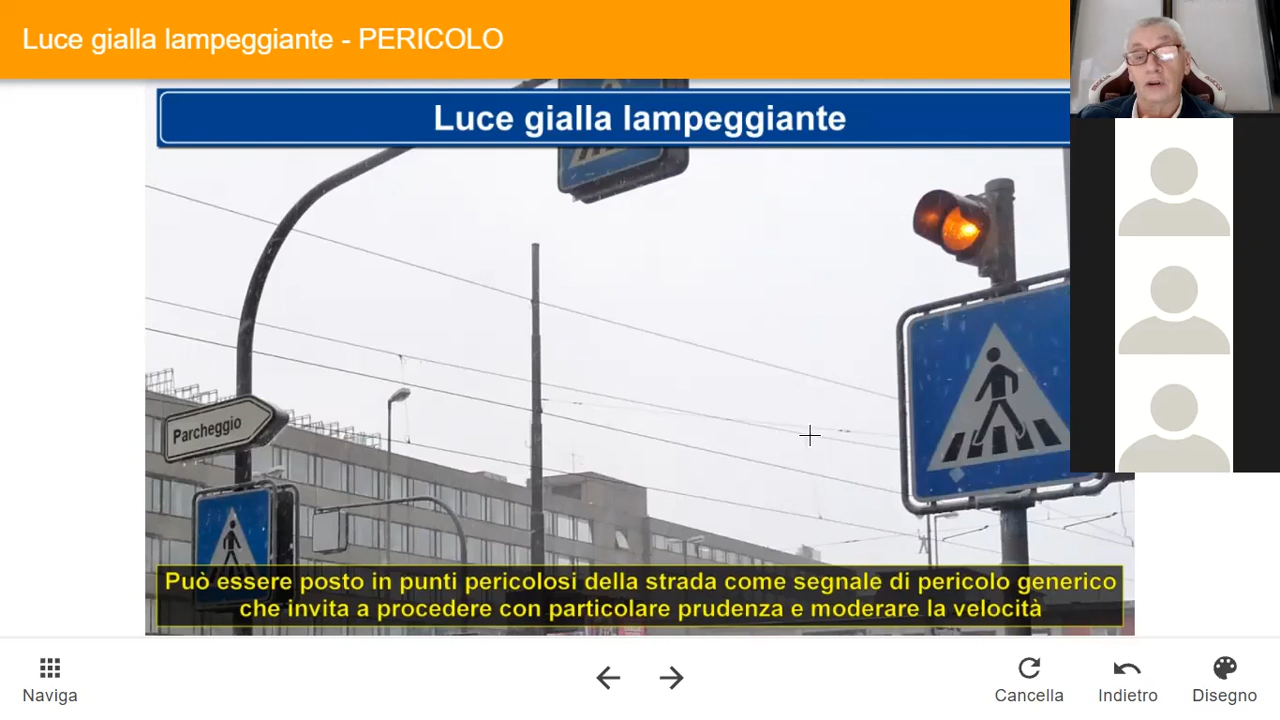 Luce gialla lampeggiante - PERICOLO
Luce gialla lampeggiante
Parcheggio
Può essere posto in punti pericolosi della strada come segnale di pericolo generico
che invita a procedere con particolare prudenza e moderare la velocità
Naviga
Cancella
Indietro
Disegno